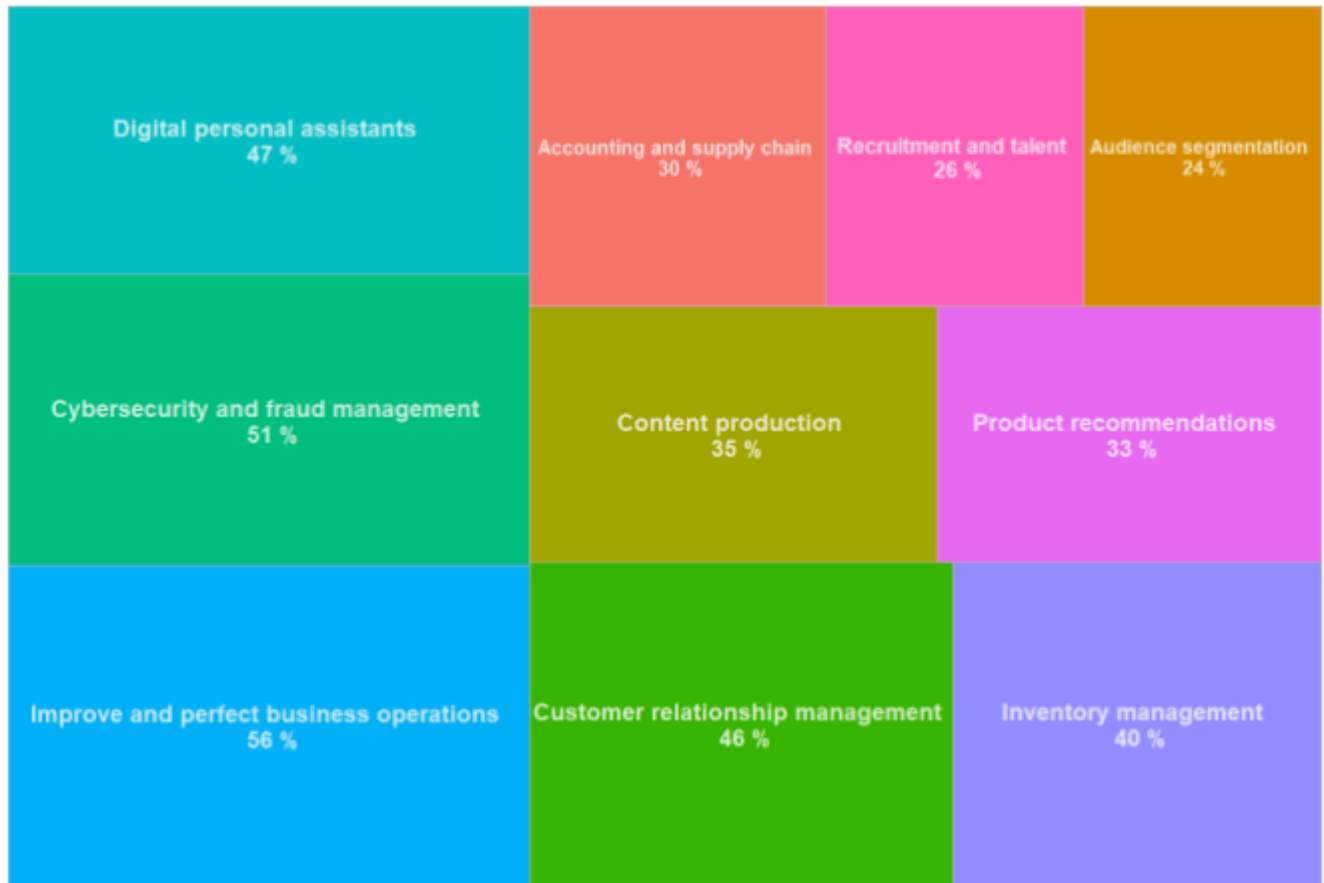 Digital personal assistants
47 %
Accounting and supply chain
30 %
Recruitment and talent
26 %
Audience segmentation
24 %
Cybersecurity and fraud management
51 %
Content production
35 %
Product recommendations
33 %
Improve and perfect business operations
56 %
Customer relationship management
46 %
Inventory management
40 %